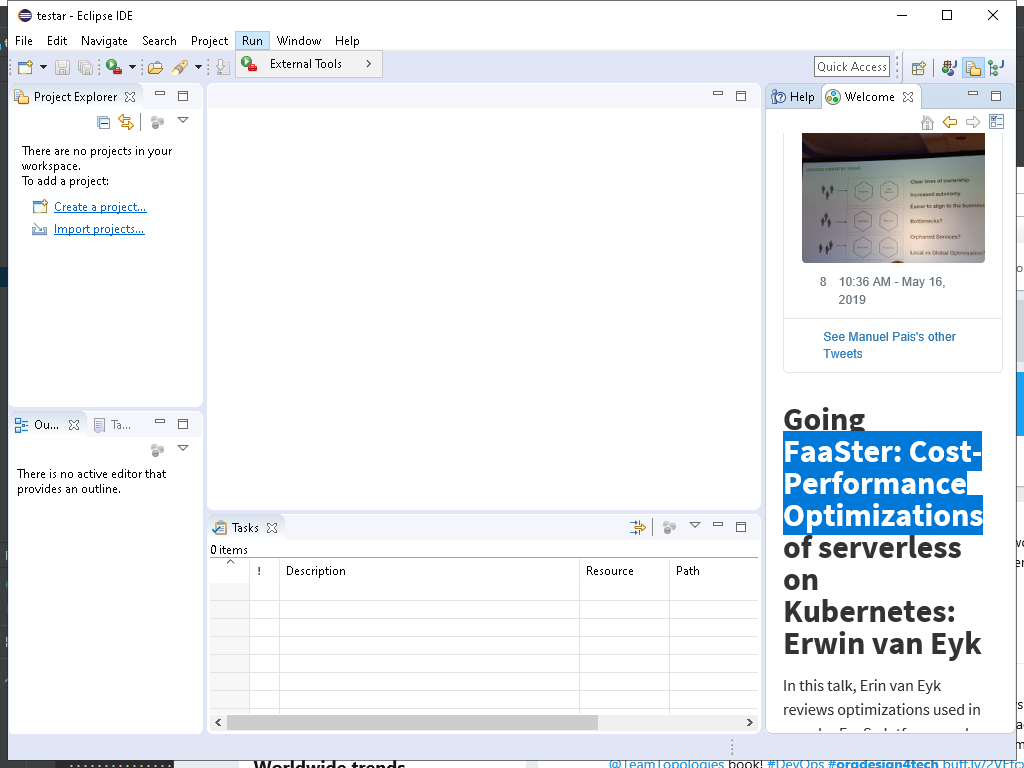 testar - Eclipse IDE
File Edit Navigate Search Project Run Window Help
External Tools
Quick Access
Project Explorer
There are no projects in your
workspace.
To add a project:
Create a project...
Import projects...
Ou...
Ta...
There is no active editor that
provides an outline.
Tasks
0 items
! Description Resource Path
Help Welcome
Clear lines of ownership
Increased autonomy
Easier to align to the business
Bottlenecks?
Orphaned Services?
Local vs Global Optimisation?
8 10:36 AM - May 16,
2019
See Manuel Pais's other
Tweets
Going
FaaSter: Cost-
Performance
Optimizations
of serverless
on
Kubernetes:
Erwin van Eyk
In this talk, Erin van Eyk
reviews optimizations used in
Worldwide trends
@TeamTopologies book! #DevOps #orgdesign4tech